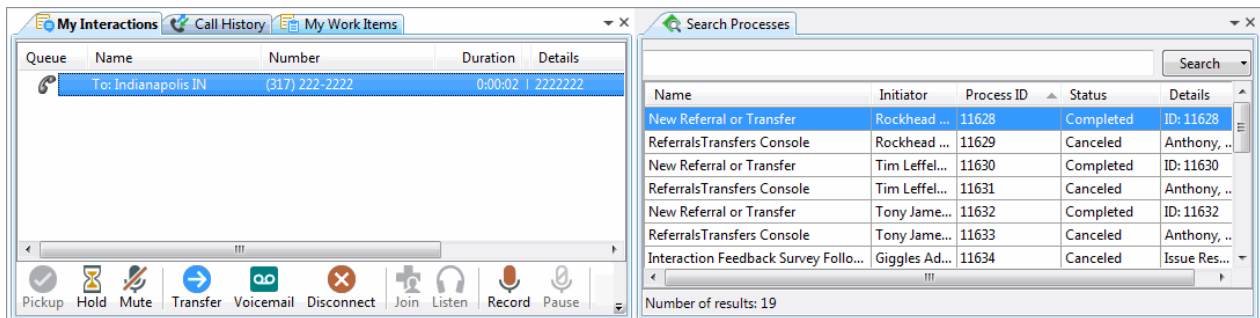 My Interactions Call History My Work Items
Queue Name Number Duration Details
To: Indianapolis IN (317) 222-2222 0:00:02 2222222
Pickup Hold Mute Transfer Voicemail Disconnect Join Listen Record Pause
Search Processes
Search
Name Initiator Process ID Status Details
New Referral or Transfer Rockhead ... 11628 Completed ID: 11628
ReferralsTransfers Console Rockhead ... 11629 Canceled Anthony, ..
New Referral or Transfer Tim Leffel... 11630 Completed ID: 11630
ReferralsTransfers Console Tim Leffel... 11631 Canceled Anthony, ..
New Referral or Transfer Tony Jame... 11632 Completed ID: 11632
ReferralsTransfers Console Tony Jame... 11633 Canceled Anthony, ..
Interaction Feedback Survey Follo... Giggles Ad... 11634 Canceled Issue Res...
Number of results: 19